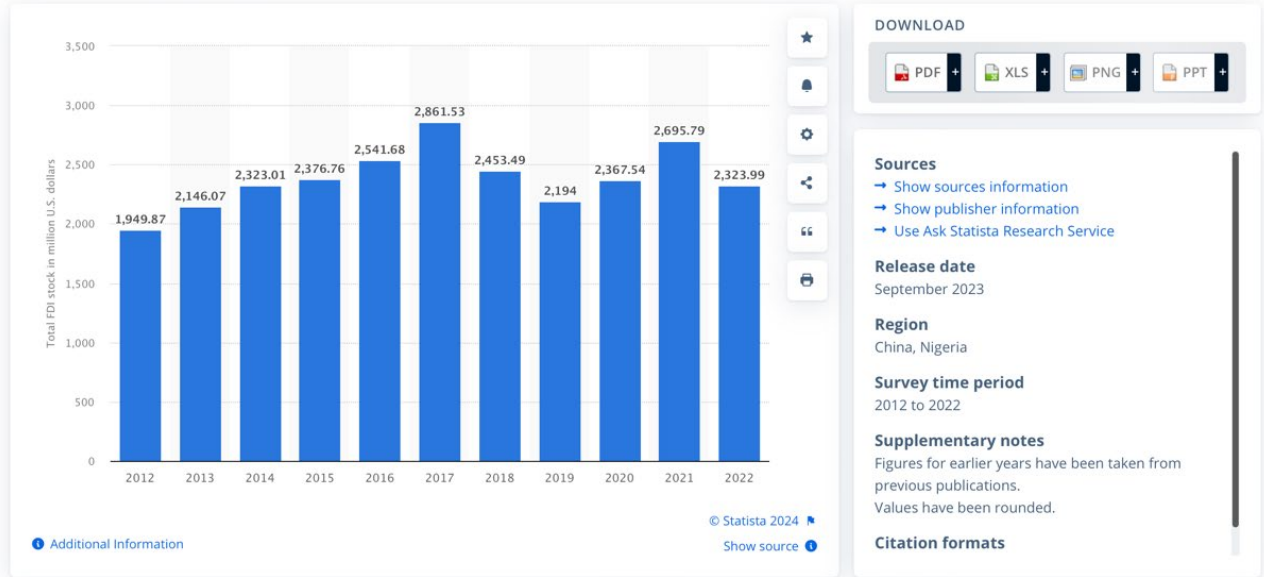 3,500
3,000
2,500
2,000
1,500
1,000
500
0
Total FDI stock in million U.S. dollars
1,949.87
2,146.07
2,323.01
2,376.76
2,541.68
2,861.53
2,453.49
2,194
2,367.54
2,695.79
2,323.99
2012 2013 2014 2015 2016 2017 2018 2019 2020 2021 2022
© Statista 2024
Additional Information
Show source
DOWNLOAD
PDF + XLS + PNG + PPT +
Sources
→ Show sources information
→ Show publisher information
→ Use Ask Statista Research Service
Release date
September 2023
Region
China, Nigeria
Survey time period
2012 to 2022
Supplementary notes
Figures for earlier years have been taken from
previous publications.
Values have been rounded.
Citation formats